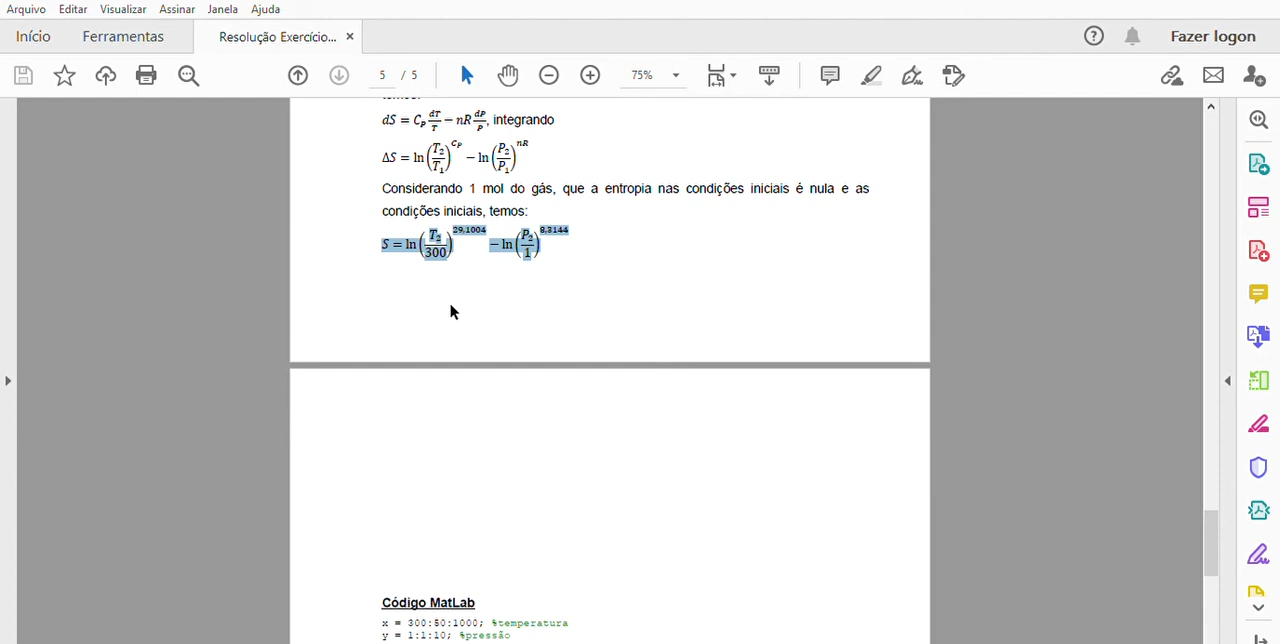 Arquivo Editar Visualizar Assinar Janela Ajuda
Início Ferramentas Resolução Exercício... × Fazer logon
5 / 5 75%
dS = C_P dT/T − nR dP/P, integrando
ΔS = ln(T₂/T₁)^C_P − ln(P₂/P₁)^nR
Considerando 1 mol do gás, que a entropia nas condições iniciais é nula e as
condições iniciais, temos:
S = ln(T₂/300)^29,1004 − ln(P₂/1)^8,3144
Código MatLab
x = 300:50:1000; %temperatura
y = 1:1:10; %pressão